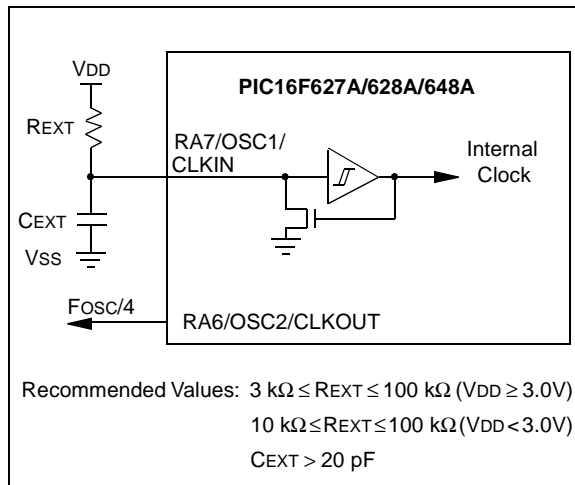 VDD
PIC16F627A/628A/648A
REXT
RA7/OSC1/
CLKIN
Internal
Clock
CEXT
VSS
FOSC/4
RA6/OSC2/CLKOUT
Recommended Values: 3 kΩ ≤ REXT ≤ 100 kΩ (VDD ≥ 3.0V)
10 kΩ ≤ REXT ≤ 100 kΩ (VDD < 3.0V)
CEXT > 20 pF